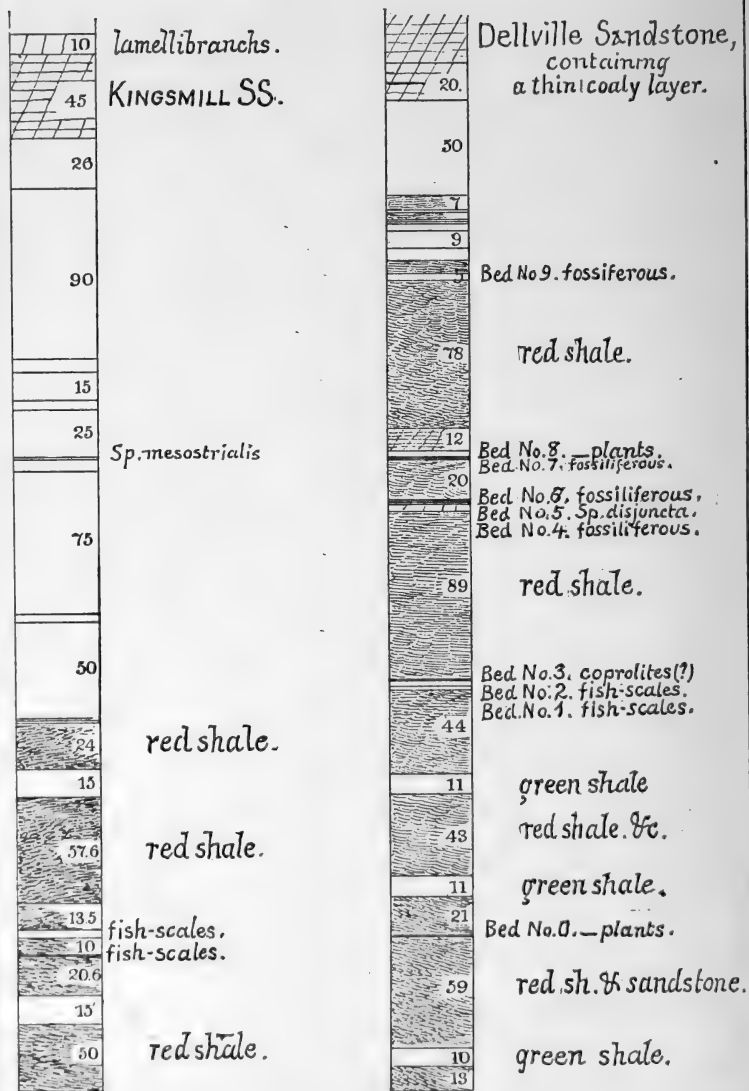 10 lamellibranchs.
45 KINGSMILL SS.
26
90
15
25
Sp. mesostrialis
75
50
24 red shale.
15
57.6 red shale.
13.5
fish-scales.
10
fish-scales.
20.6
15
50 red shale.
Dellville Sandstone,
containing
20. a thin coaly layer.
50
7
9
5 Bed No 9. fossiferous.
78 red shale.
12
Bed No. 8. _plants.
Bed No. 7. fossiliferous.
20
Bed No. 6. fossiliferous,
Bed No. 5. Sp. disjuncta.
Bed No. 4. fossiliferous.
89 red shale.
Bed No. 3. coprolites(?)
Bed No. 2. fish-scales.
Bed. No. 1. fish-scales.
44
11 green shale
43 red shale. &c.
11 green shale.
21
Bed No. 0. _plants.
59 red sh. & sandstone.
10 green shale.
13